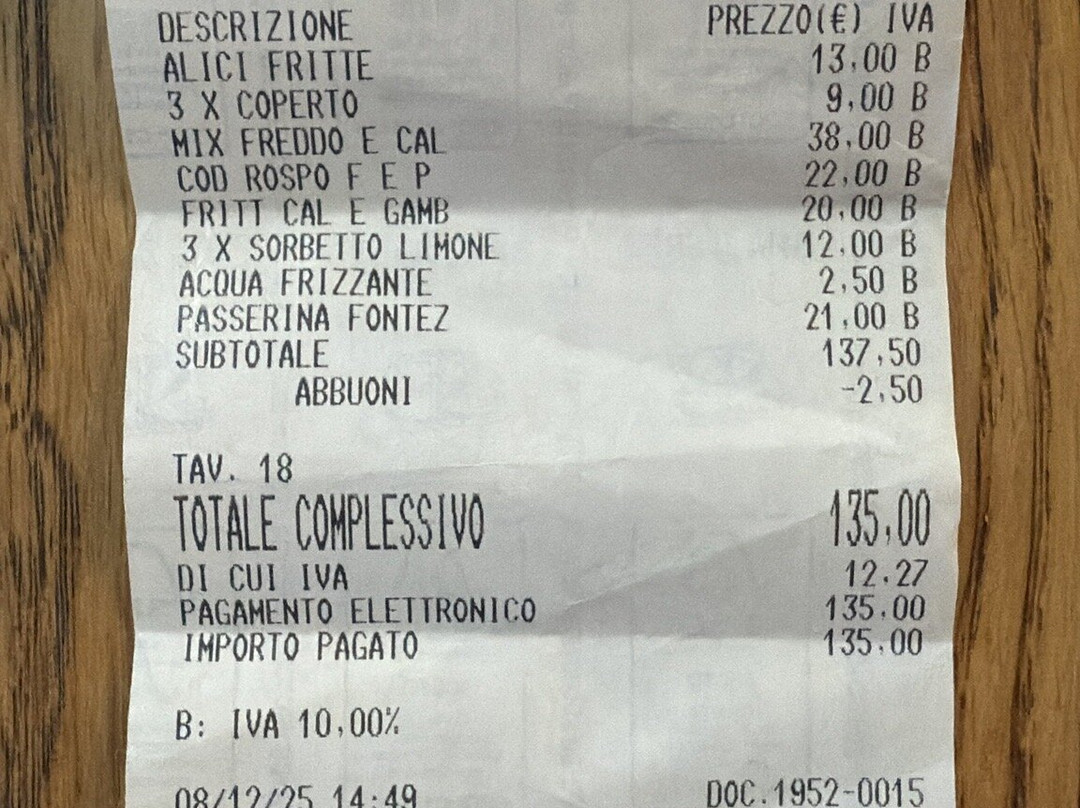 DESCRIZIONE PREZZO(€) IVA
ALICI FRITTE 13,00 B
3 X COPERTO 9,00 B
MIX FREDDO E CAL 38,00 B
COD ROSPO F E P 22,00 B
FRITT CAL E GAMB 20,00 B
3 X SORBETTO LIMONE 12,00 B
ACQUA FRIZZANTE 2,50 B
PASSERINA FONTEZ 21,00 B
SUBTOTALE 137,50
ABBUONI -2,50
TAV. 18
TOTALE COMPLESSIVO 135,00
DI CUI IVA 12,27
PAGAMENTO ELETTRONICO 135,00
IMPORTO PAGATO 135,00
B: IVA 10,00%
08/12/25 14:49 DOC.1952-0015